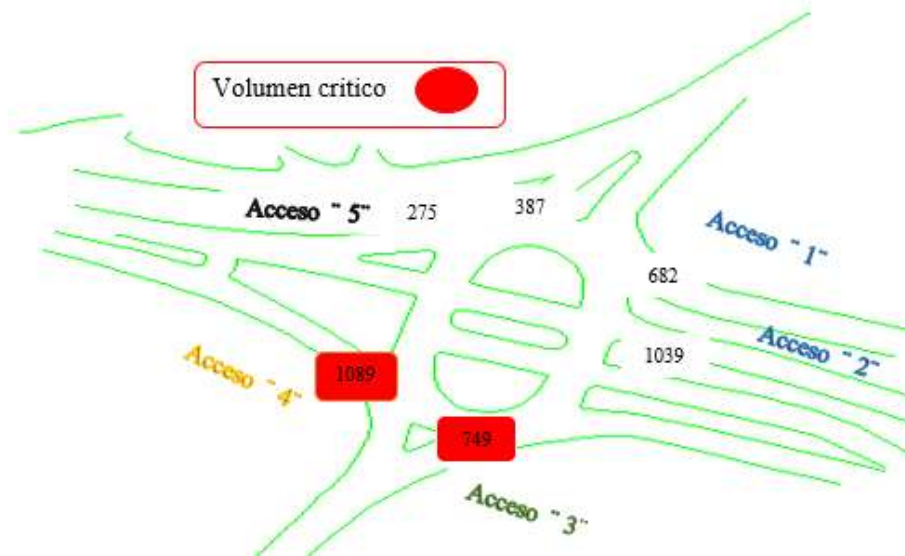 Volumen critico
Acceso ¨ 5¨
275
387
Acceso ¨ 1¨
682
Acceso ¨ 2¨
1039
Acceso ¨ 4¨
1089
749
Acceso ¨ 3¨